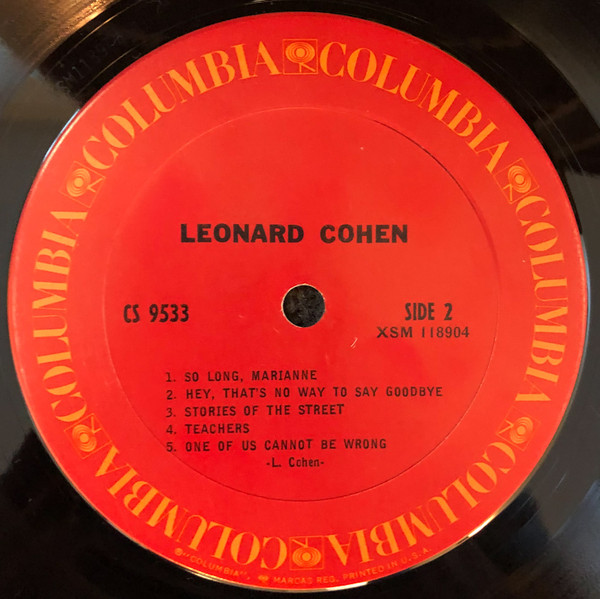 COLUMBIA COLUMBIA COLUMBIA COLUMBIA COLUMBIA COLUMBIA
LEONARD COHEN
CS 9533
SIDE 2
XSM 118904
1. SO LONG, MARIANNE
2. HEY, THAT'S NO WAY TO SAY GOODBYE
3. STORIES OF THE STREET
4. TEACHERS
5. ONE OF US CANNOT BE WRONG
-L. Cohen-
® "COLUMBIA", MARCAS REG. PRINTED IN U.S.A.